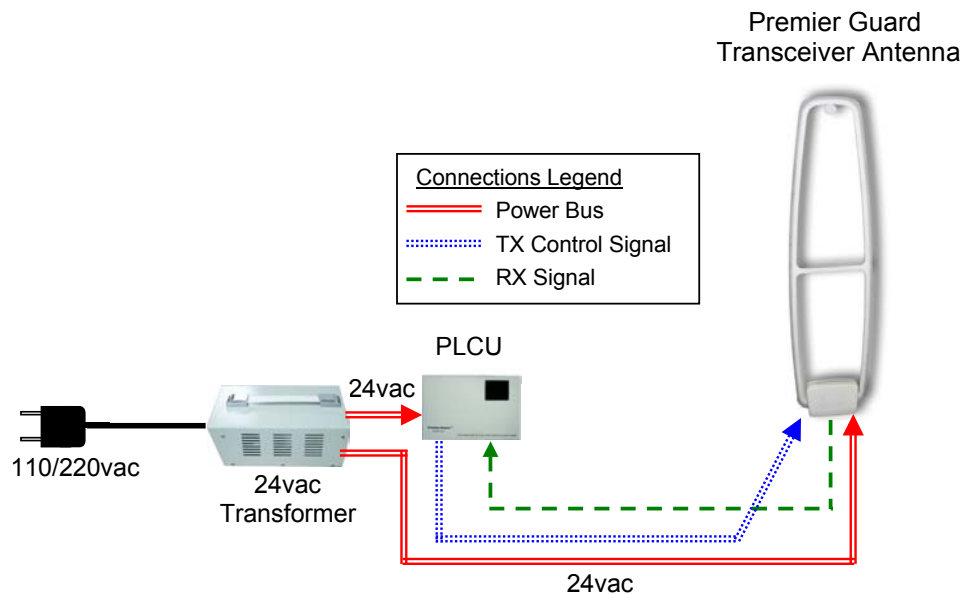 Premier Guard
Transceiver Antenna
Connections Legend
Power Bus
TX Control Signal
RX Signal
PLCU
24vac
110/220vac
24vac
Transformer
24vac